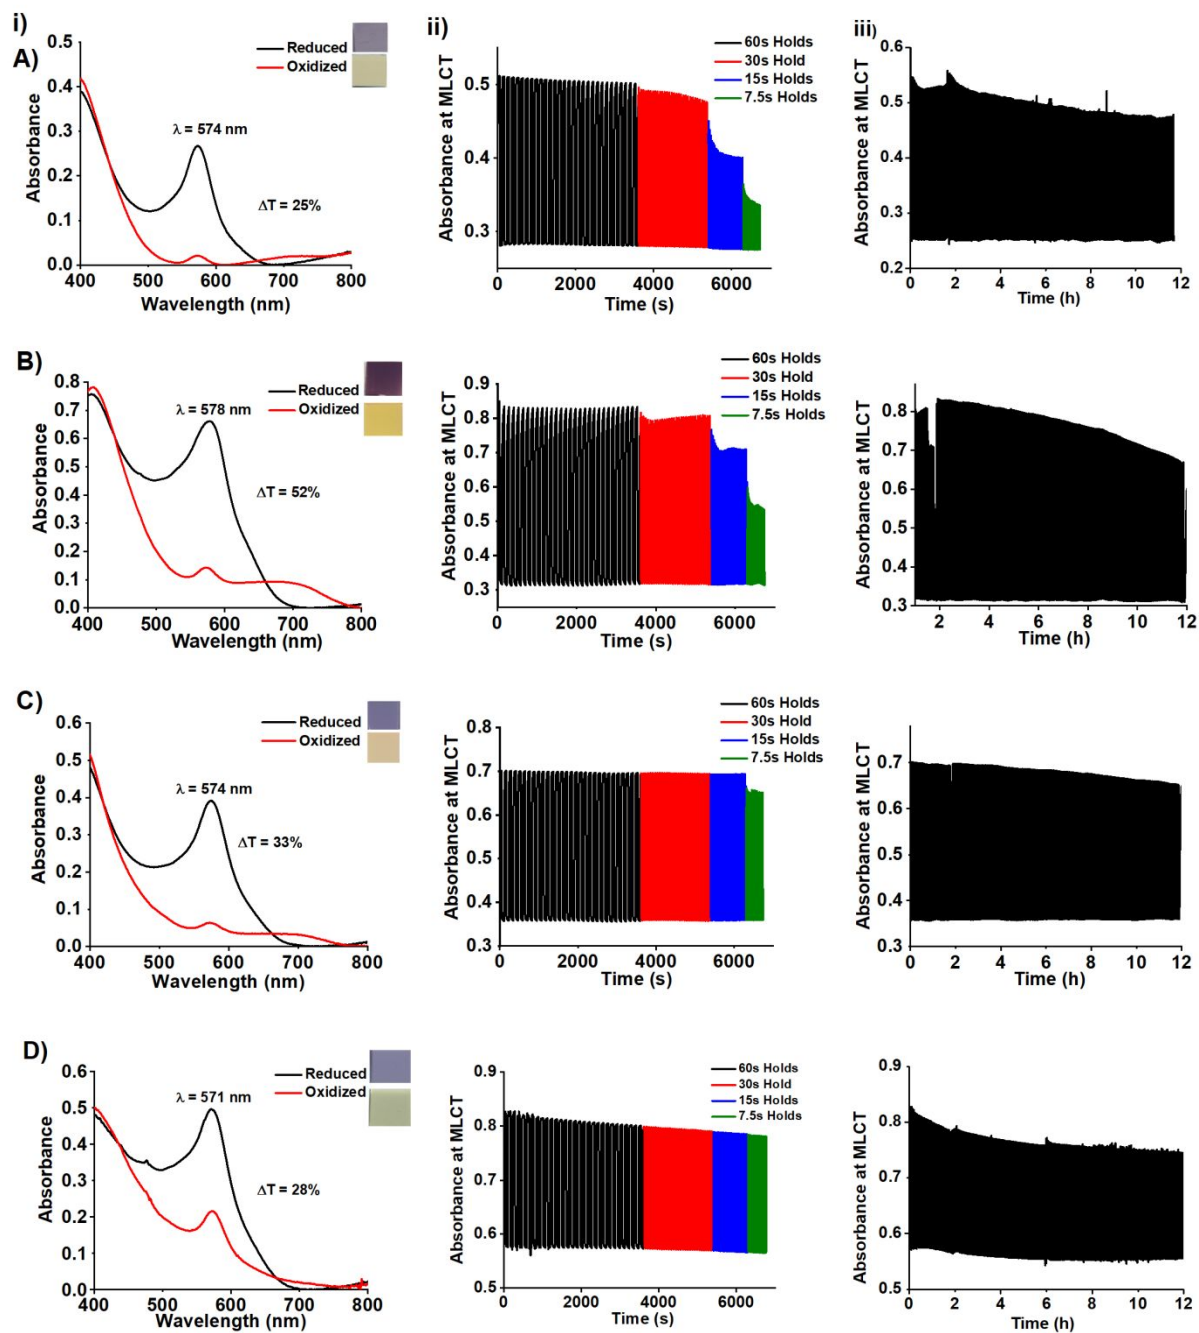 i)
ii)
iii)
A)
Reduced
Oxidized
λ = 574 nm
ΔT = 25%
Absorbance
0.5
0.4
0.3
0.2
0.1
0.0
400 500 600 700 800
Wavelength (nm)
60s Holds
30s Hold
15s Holds
7.5s Holds
Absorbance at MLCT
0.5
0.4
0.3
0 2000 4000 6000
Time (s)
Absorbance at MLCT
0.6
0.5
0.4
0.3
0.2
0 2 4 6 8 10 12
Time (h)
B)
Reduced
Oxidized
λ = 578 nm
ΔT = 52%
Absorbance
0.8
0.7
0.6
0.5
0.4
0.3
0.2
0.1
0.0
400 500 600 700 800
Wavelength (nm)
60s Holds
30s Hold
15s Holds
7.5s Holds
Absorbance at MLCT
0.9
0.8
0.7
0.6
0.5
0.4
0.3
0 2000 4000 6000
Time (s)
Absorbance at MLCT
0.8
0.7
0.6
0.5
0.4
0.3
2 4 6 8 10 12
Time (h)
C)
Reduced
Oxidized
λ = 574 nm
ΔT = 33%
Absorbance
0.6
0.5
0.4
0.3
0.2
0.1
0.0
400 500 600 700 800
Wavelength (nm)
60s Holds
30s Hold
15s Holds
7.5s Holds
Absorbance at MLCT
0.8
0.7
0.6
0.5
0.4
0.3
0 2000 4000 6000
Time (s)
Absorbance at MLCT
0.7
0.6
0.5
0.4
0.3
0 2 4 6 8 10 12
Time (h)
D)
Reduced
Oxidized
λ = 571 nm
ΔT = 28%
Absorbance
0.6
0.5
0.4
0.3
0.2
0.1
0.0
400 500 600 700 800
Wavelength (nm)
60s Holds
30s Hold
15s Holds
7.5s Holds
Absorbance at MLCT
0.9
0.8
0.7
0.6
0.5
0 2000 4000 6000
Time (s)
Absorbance at MLCT
0.9
0.8
0.7
0.6
0.5
0 2 4 6 8 10 12
Time (h)